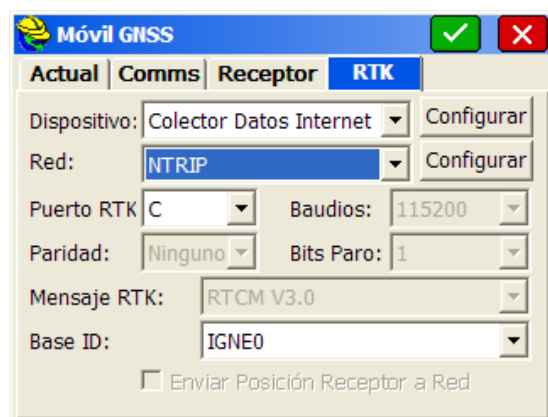 Móvil GNSS
Actual Comms Receptor RTK
Dispositivo: Colector Datos Internet Configurar
Red: NTRIP Configurar
Puerto RTK C Baudios: 115200
Paridad: Ninguno Bits Paro: 1
Mensaje RTK: RTCM V3.0
Base ID: IGNE0
Enviar Posición Receptor a Red